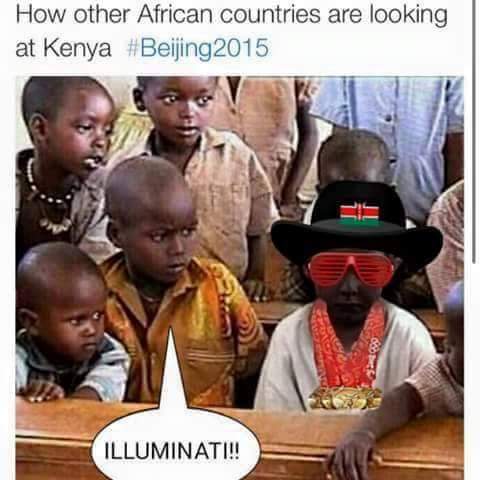 How other African countries are looking
at Kenya #Beijing2015
ILLUMINATI!!